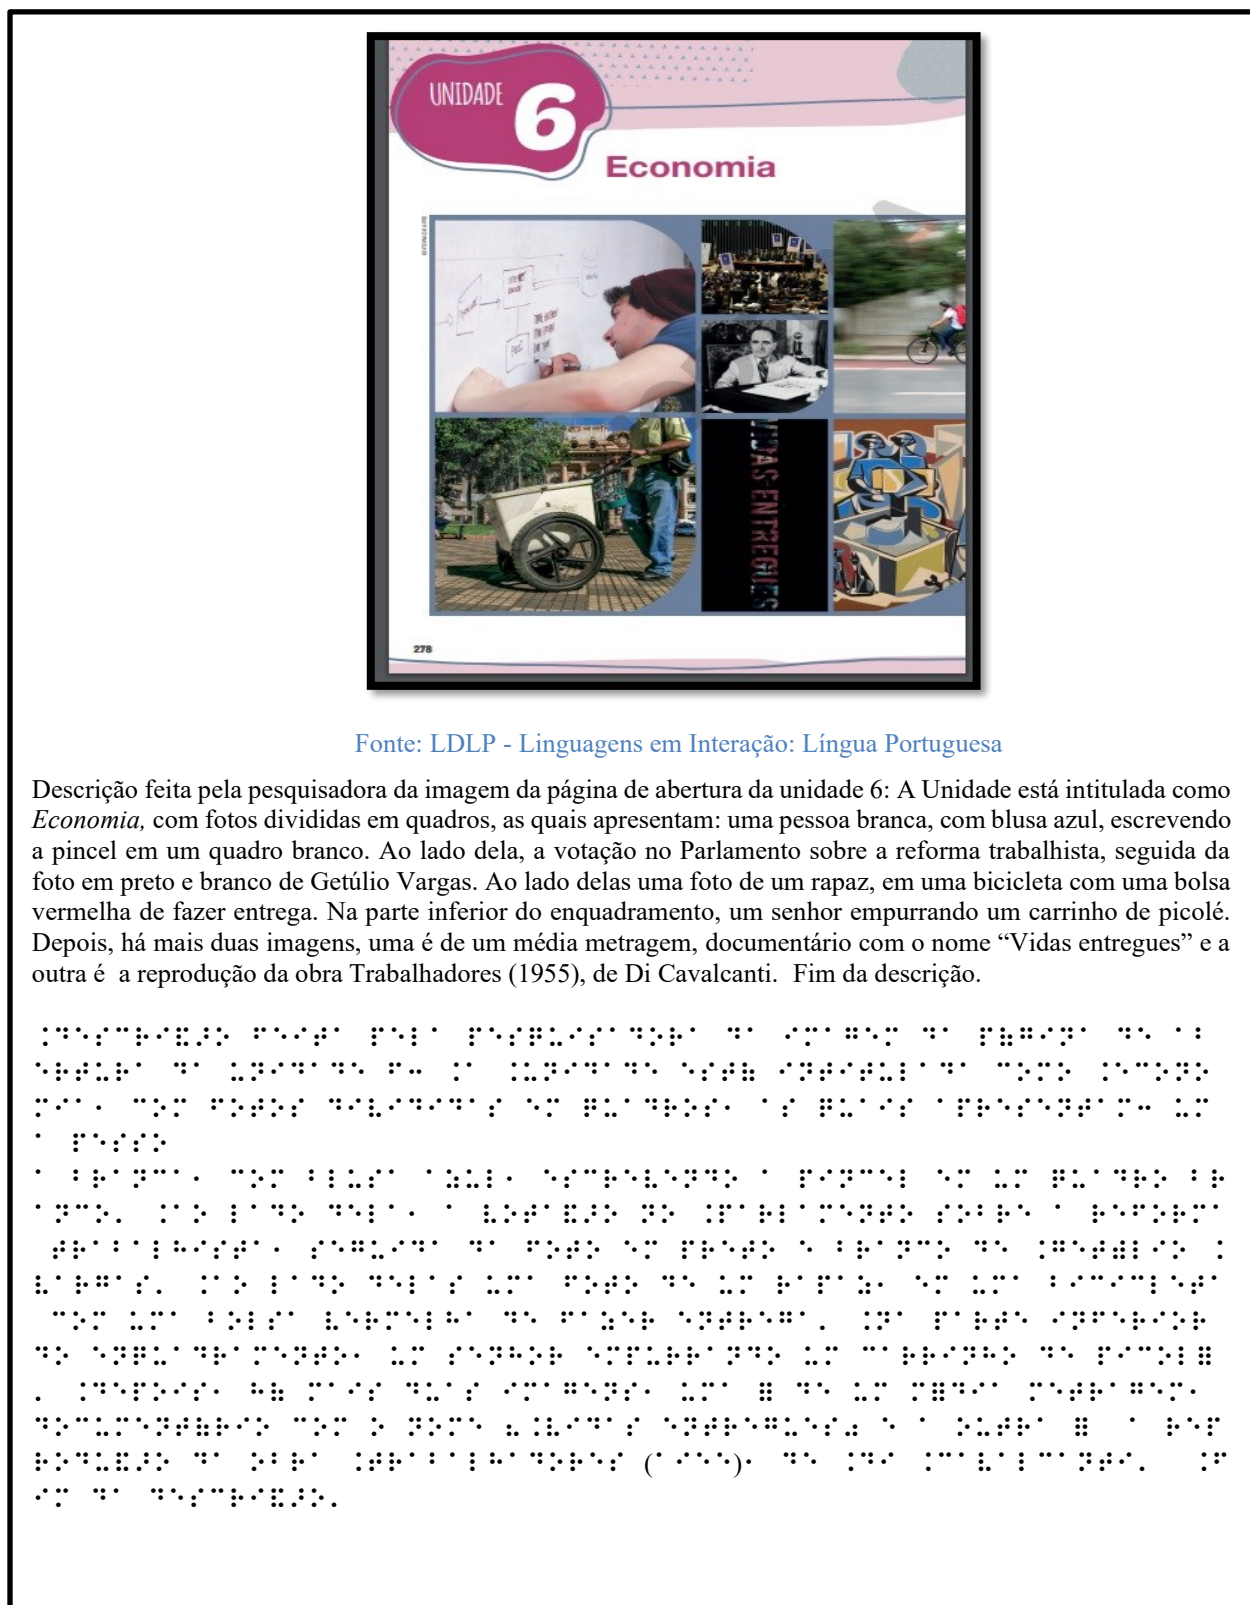 UNIDADE
6
Economia
VIDAS ENTREGUES
278
Fonte: LDLP - Linguagens em Interação: Língua Portuguesa
Descrição feita pela pesquisadora da imagem da página de abertura da unidade 6: A Unidade está intitulada como
Economia, com fotos divididas em quadros, as quais apresentam: uma pessoa branca, com blusa azul, escrevendo
a pincel em um quadro branco. Ao lado dela, a votação no Parlamento sobre a reforma trabalhista, seguida da
foto em preto e branco de Getúlio Vargas. Ao lado delas uma foto de um rapaz, em uma bicicleta com uma bolsa
vermelha de fazer entrega. Na parte inferior do enquadramento, um senhor empurrando um carrinho de picolé.
Depois, há mais duas imagens, uma é de um média metragem, documentário com o nome “Vidas entregues” e a
outra é  a reprodução da obra Trabalhadores (1955), de Di Cavalcanti.  Fim da descrição.
⠨⠙⠑⠎⠉⠗⠊⠯⠜⠕ ⠋⠑⠊⠞⠁ ⠏⠑⠇⠁ ⠏⠑⠎⠟⠥⠊⠎⠁⠙⠕⠗⠁ ⠙⠁ ⠊⠍⠁⠛⠑⠍ ⠙⠁ ⠏⠷⠛⠊⠝⠁ ⠙⠑ ⠁⠃
⠑⠗⠞⠥⠗⠁ ⠙⠁ ⠥⠝⠊⠙⠁⠙⠑ ⠋⠒ ⠨⠁ ⠨⠥⠝⠊⠙⠁⠙⠑ ⠑⠎⠞⠷ ⠊⠝⠞⠊⠞⠥⠇⠁⠙⠁ ⠉⠕⠍⠕ ⠨⠑⠉⠕⠝⠕
⠍⠊⠁⠂ ⠉⠕⠍ ⠋⠕⠞⠕⠎ ⠙⠊⠧⠊⠙⠊⠙⠁⠎ ⠑⠍ ⠟⠥⠁⠙⠗⠕⠎⠂ ⠁⠎ ⠟⠥⠁⠊⠎ ⠁⠏⠗⠑⠎⠑⠝⠞⠁⠍⠒ ⠥⠍
⠁ ⠏⠑⠎⠎⠕
⠁ ⠃⠗⠁⠝⠉⠁⠂ ⠉⠕⠍ ⠃⠇⠥⠎⠁ ⠁⠵⠥⠇⠂ ⠑⠎⠉⠗⠑⠧⠑⠝⠙⠕ ⠁ ⠏⠊⠝⠉⠑⠇ ⠑⠍ ⠥⠍ ⠟⠥⠁⠙⠗⠕ ⠃⠗
⠁⠝⠉⠕⠄ ⠨⠁⠕ ⠇⠁⠙⠕ ⠙⠑⠇⠁⠂ ⠁ ⠧⠕⠞⠁⠯⠜⠕ ⠝⠕ ⠨⠏⠁⠗⠇⠁⠍⠑⠝⠞⠕ ⠎⠕⠃⠗⠑ ⠁ ⠗⠑⠋⠕⠗⠍⠁
⠞⠗⠁⠃⠁⠇⠓⠊⠎⠞⠁⠂ ⠎⠑⠛⠥⠊⠙⠁ ⠙⠁ ⠋⠕⠞⠕ ⠑⠍ ⠏⠗⠑⠞⠕ ⠑ ⠃⠗⠁⠝⠉⠕ ⠙⠑ ⠨⠛⠑⠞⠾⠇⠊⠕ ⠨
⠧⠁⠗⠛⠁⠎⠄ ⠨⠁⠕ ⠇⠁⠙⠕ ⠙⠑⠇⠁⠎ ⠥⠍⠁ ⠋⠕⠞⠕ ⠙⠑ ⠥⠍ ⠗⠁⠏⠁⠵⠂ ⠑⠍ ⠥⠍⠁ ⠃⠊⠉⠊⠉⠇⠑⠞⠁
⠉⠕⠍ ⠥⠍⠁ ⠃⠕⠇⠎⠁ ⠧⠑⠗⠍⠑⠇⠓⠁ ⠙⠑ ⠋⠁⠵⠑⠗ ⠑⠝⠞⠗⠑⠛⠁⠄ ⠨⠝⠁ ⠏⠁⠗⠞⠑ ⠊⠝⠋⠑⠗⠊⠕⠗
⠙⠕ ⠑⠝⠟⠥⠁⠙⠗⠁⠍⠑⠝⠞⠕⠂ ⠥⠍ ⠎⠑⠝⠓⠕⠗ ⠑⠍⠏⠥⠗⠗⠁⠝⠙⠕ ⠥⠍ ⠉⠁⠗⠗⠊⠝⠓⠕ ⠙⠑ ⠏⠊⠉⠕⠇⠿
⠄ ⠨⠙⠑⠏⠕⠊⠎⠂ ⠓⠷ ⠍⠁⠊⠎ ⠙⠥⠁⠎ ⠊⠍⠁⠛⠑⠝⠎⠂ ⠥⠍⠁ ⠿ ⠙⠑ ⠥⠍ ⠍⠿⠙⠊⠁ ⠍⠑⠞⠗⠁⠛⠑⠍⠂
⠙⠕⠉⠥⠍⠑⠝⠞⠷⠗⠊⠕ ⠉⠕⠍ ⠕ ⠝⠕⠍⠑ ⠴⠨⠧⠊⠙⠁⠎ ⠑⠝⠞⠗⠑⠛⠥⠑⠎⠴ ⠑ ⠁ ⠕⠥⠞⠗⠁ ⠿  ⠁ ⠗⠑⠏
⠗⠕⠙⠥⠯⠜⠕ ⠙⠁ ⠕⠃⠗⠁ ⠨⠞⠗⠁⠃⠁⠇⠓⠁⠙⠕⠗⠑⠎ (⠁⠊⠑⠑)⠂ ⠙⠑ ⠨⠙⠊ ⠨⠉⠁⠧⠁⠇⠉⠁⠝⠞⠊⠄  ⠨⠋
⠊⠍ ⠙⠁ ⠙⠑⠎⠉⠗⠊⠯⠜⠕⠄